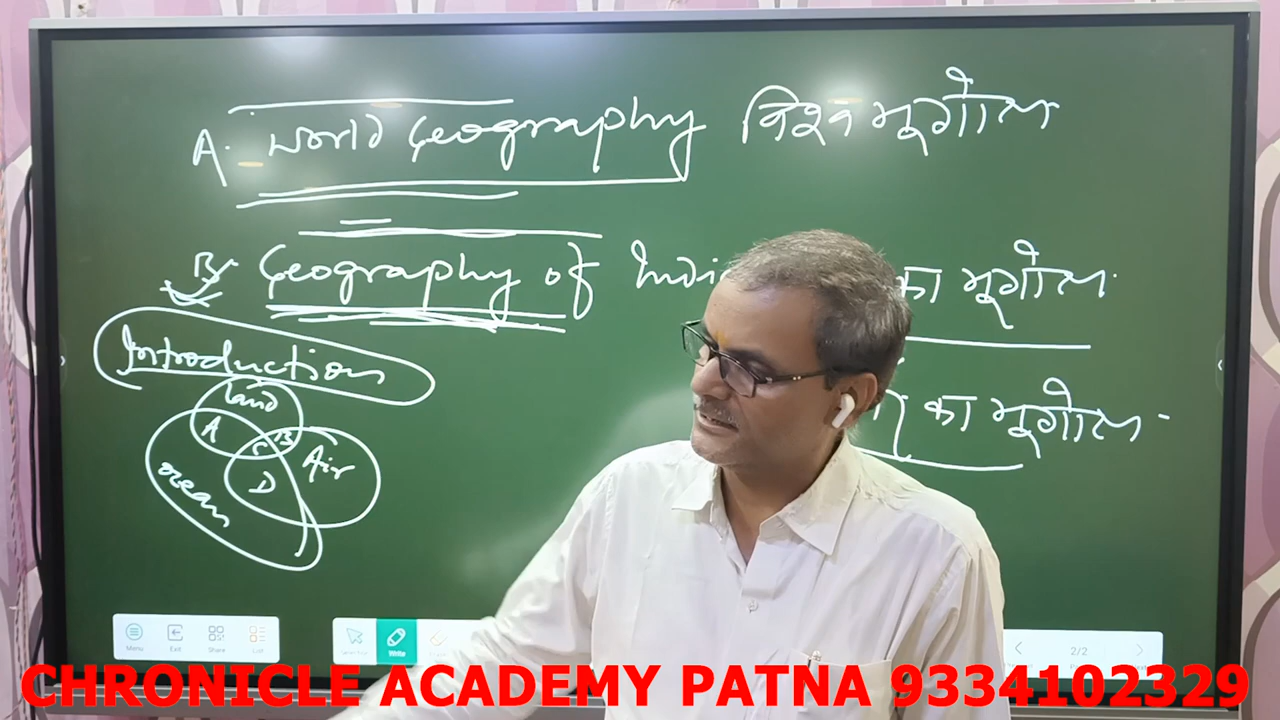 A. World Geography विश्व भूगोल
B. Geography of India का भूगोल
Introduction
का भूगोल -
land
A
C
B
Air
D
ocean
Menu
Exit
Share
List
Write
2/2
CHRONICLE ACADEMY PATNA 9334102329